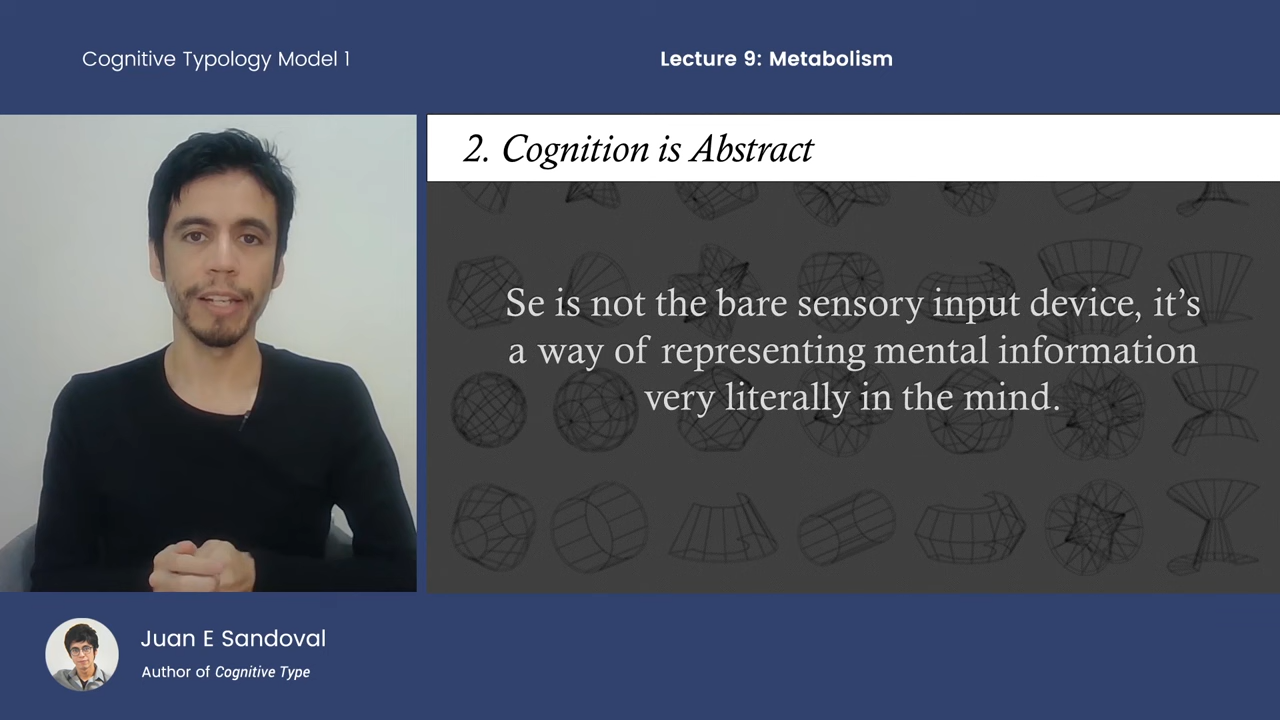 Cognitive Typology Model 1
Lecture 9: Metabolism
2. Cognition is Abstract
Se is not the bare sensory input device, it’s
a way of representing mental information
very literally in the mind.
Juan E Sandoval
Author of Cognitive Type